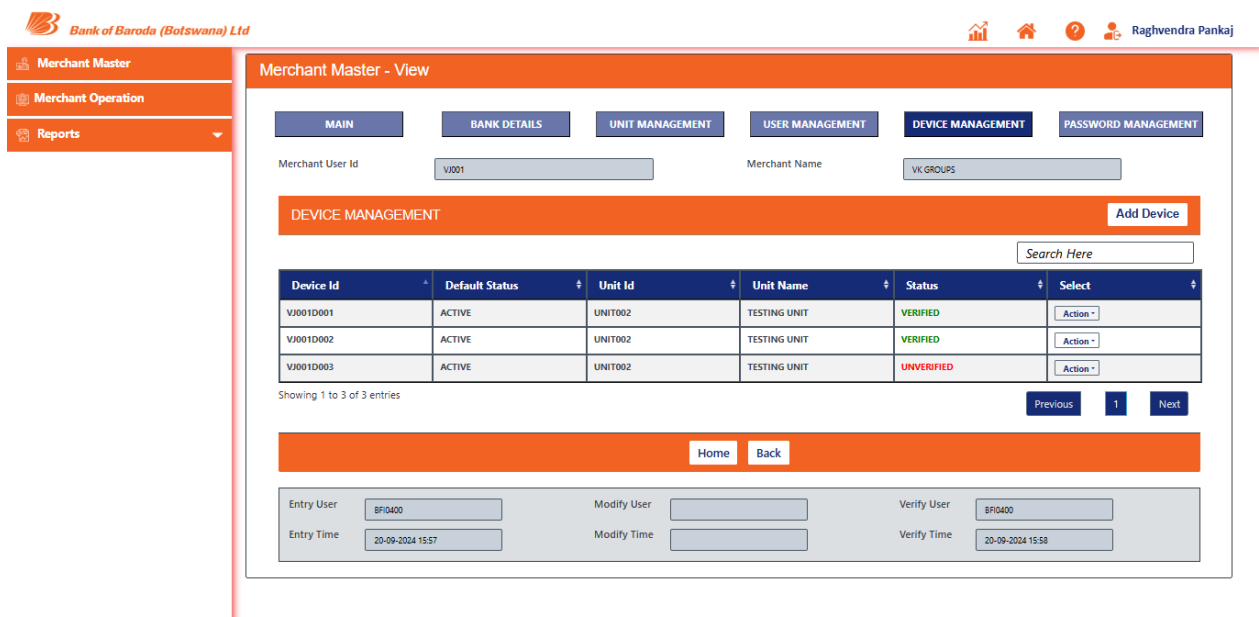 Bank of Baroda (Botswana) Ltd
Raghvendra Pankaj
Merchant Master
Merchant Operation
Reports
Merchant Master - View
MAIN BANK DETAILS UNIT MANAGEMENT USER MANAGEMENT DEVICE MANAGEMENT PASSWORD MANAGEMENT
Merchant User Id VJ001 Merchant Name VK GROUPS
DEVICE MANAGEMENT Add Device
Search Here
Device Id Default Status Unit Id Unit Name Status Select
VJ001D001 ACTIVE UNIT002 TESTING UNIT VERIFIED Action
VJ001D002 ACTIVE UNIT002 TESTING UNIT VERIFIED Action
VJ001D003 ACTIVE UNIT002 TESTING UNIT UNVERIFIED Action
Showing 1 to 3 of 3 entries
Previous 1 Next
Home Back
Entry User BFI0400 Modify User Verify User BFI0400
Entry Time 20-09-2024 15:57 Modify Time Verify Time 20-09-2024 15:58